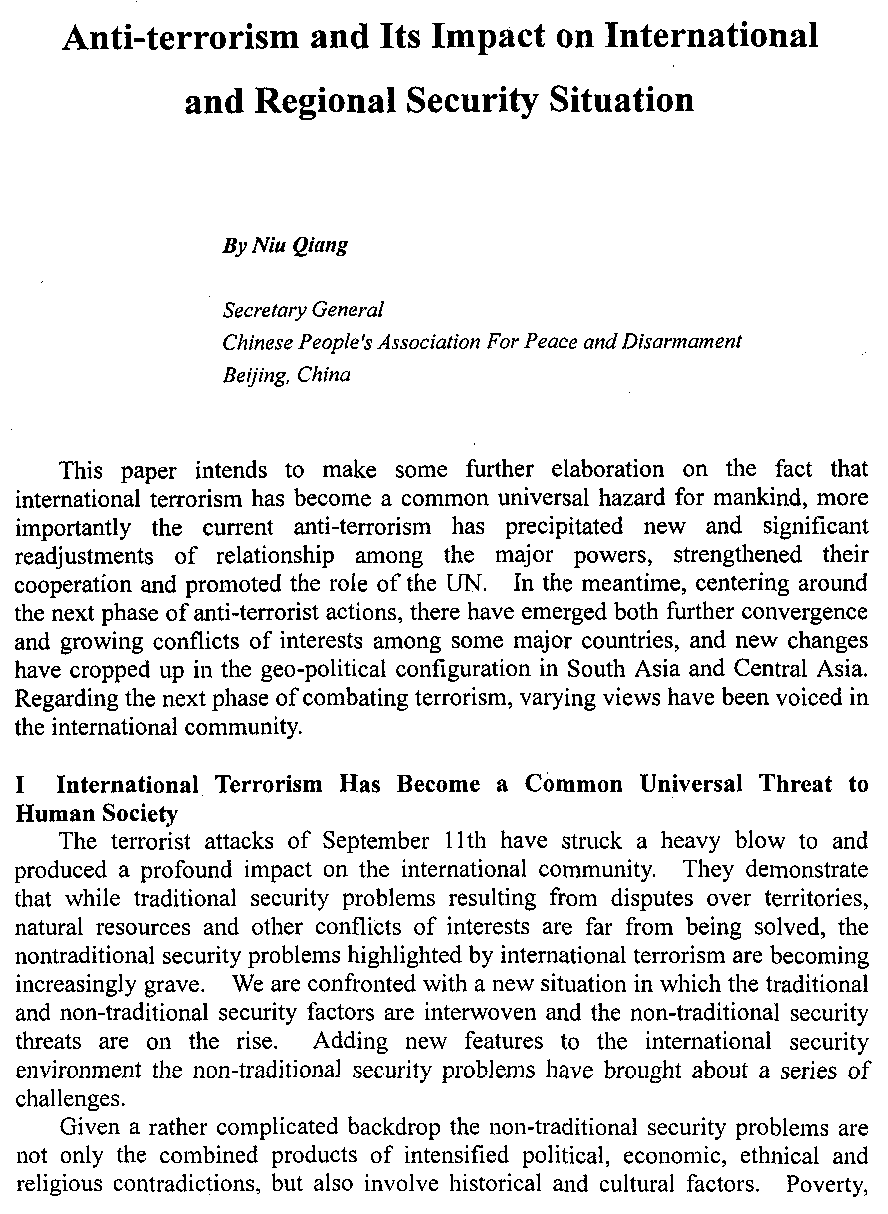 Anti-terrorism and Its Impact on International
and Regional Security Situation
By Niu Qiang
Secretary General
Chinese People's Association For Peace and Disarmament
Beijing, China
This paper intends to make some further elaboration on the fact that
international terrorism has become a common universal hazard for mankind, more
importantly the current anti-terrorism has precipitated new and significant
readjustments of relationship among the major powers, strengthened their
cooperation and promoted the role of the UN. In the meantime, centering around
the next phase of anti-terrorist actions, there have emerged both further convergence
and growing conflicts of interests among some major countries, and new changes
have cropped up in the geo-political configuration in South Asia and Central Asia.
Regarding the next phase of combating terrorism, varying views have been voiced in
the international community.
I International Terrorism Has Become a Common Universal Threat to
Human Society
The terrorist attacks of September 11th have struck a heavy blow to and
produced a profound impact on the international community. They demonstrate
that while traditional security problems resulting from disputes over territories,
natural resources and other conflicts of interests are far from being solved, the
nontraditional security problems highlighted by international terrorism are becoming
increasingly grave. We are confronted with a new situation in which the traditional
and non-traditional security factors are interwoven and the non-traditional security
threats are on the rise. Adding new features to the international security
environment the non-traditional security problems have brought about a series of
challenges.
Given a rather complicated backdrop the non-traditional security problems are
not only the combined products of intensified political, economic, ethnical and
religious contradictions, but also involve historical and cultural factors. Poverty,